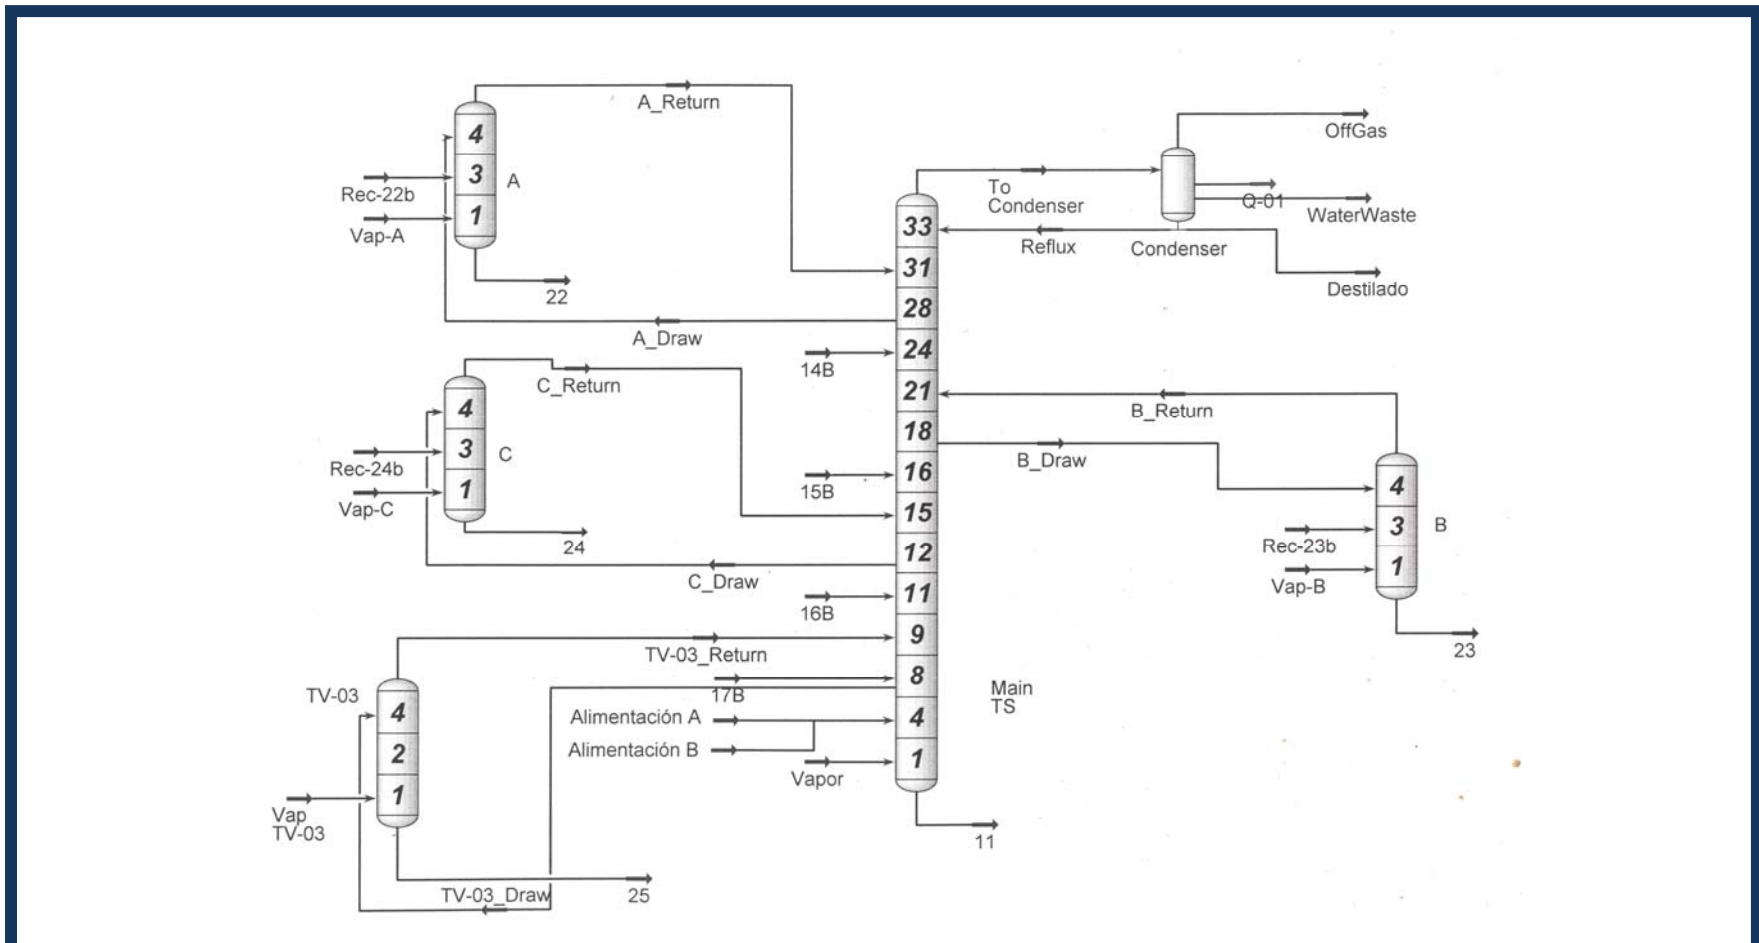 A_Return
4
3
1
A
Rec-22b
Vap-A
22
A_Draw
OffGas
To
Condenser
Q-01
WaterWaste
Reflux
Condenser
Destilado
33
31
28
24
21
18
16
15
12
11
9
8
4
1
14B
C_Return
4
3
1
C
Rec-24b
Vap-C
24
C_Draw
15B
16B
B_Return
B_Draw
4
3
1
B
Rec-23b
Vap-B
23
TV-03_Return
17B
TV-03
4
2
1
Vap
TV-03
TV-03_Draw
25
Alimentación A
Alimentación B
Vapor
Main
TS
11